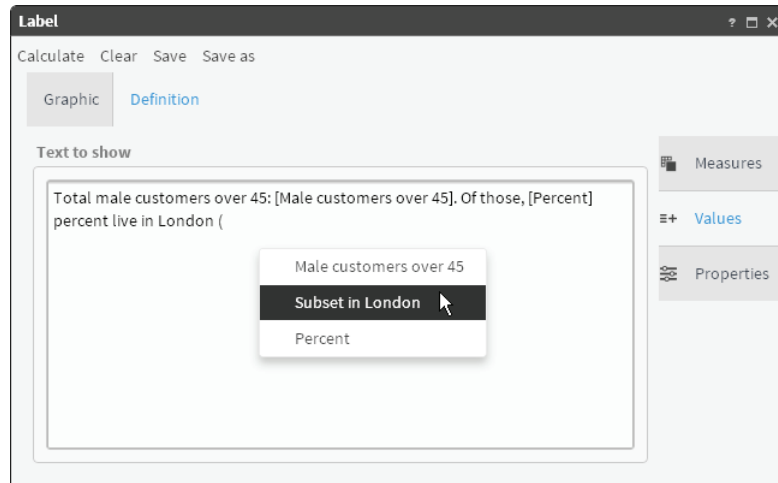 Label
?
Calculate Clear Save Save as
Graphic Definition
Text to show
Total male customers over 45: [Male customers over 45]. Of those, [Percent]
percent live in London (
Male customers over 45
Subset in London
Percent
Measures
Values
Properties